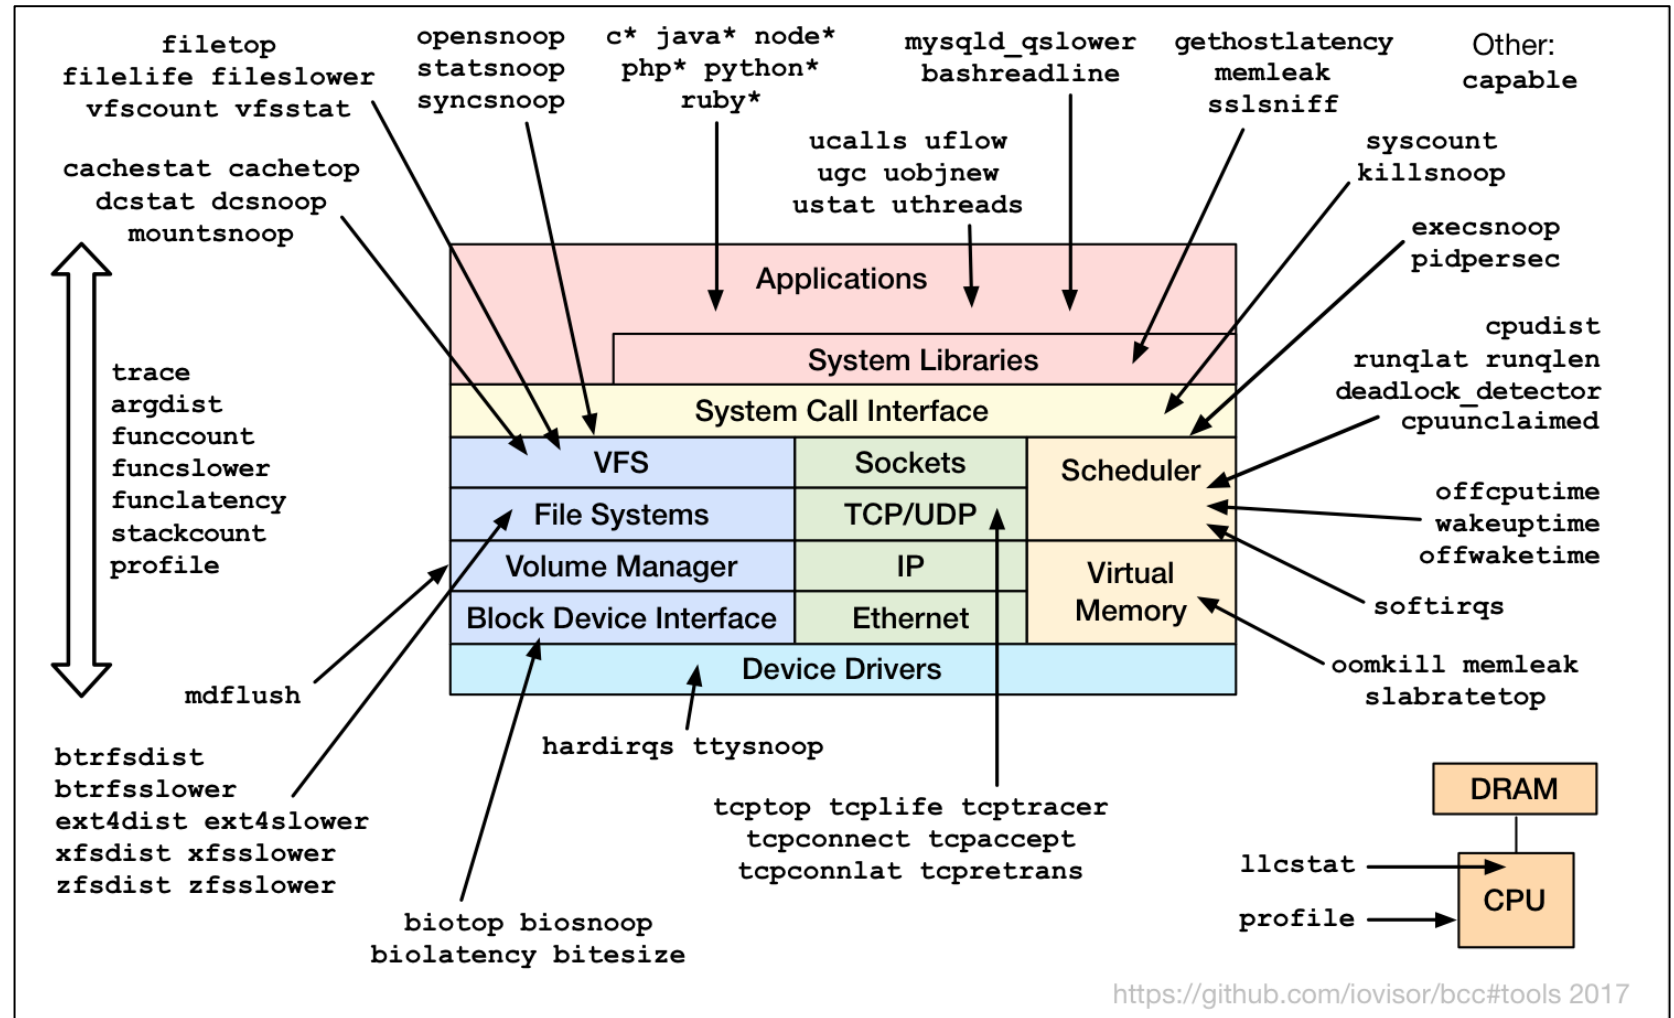 filetop
filelife fileslower
vfscount vfsstat
opensnoop
statsnoop
syncsnoop
c* java* node*
php* python*
ruby*
mysqld_qslower
bashreadline
gethostlatency
memleak
sslsniff
Other:
capable
cachestat cachetop
dcstat dcsnoop
mountsnoop
ucalls uflow
ugc uobjnew
ustat uthreads
syscount
killsnoop
execsnoop
pidpersec
trace
argdist
funccount
funcslower
funclatency
stackcount
profile
Applications
System Libraries
System Call Interface
VFS
Sockets
Scheduler
File Systems
TCP/UDP
Volume Manager
IP
Virtual
Memory
Block Device Interface
Ethernet
Device Drivers
cpudist
runqlat runqlen
deadlock_detector
cpuunclaimed
offcputime
wakeuptime
offwaketime
softirqs
oomkill memleak
slabratetop
mdflush
hardirqs ttysnoop
btrfsdist
btrfsslower
ext4dist ext4slower
xfsdist xfsslower
zfsdist zfsslower
tcptop tcplife tcptracer
tcpconnect tcpaccept
tcpconnlat tcpretrans
biotop biosnoop
biolatency bitesize
DRAM
llcstat
CPU
profile
https://github.com/iovisor/bcc#tools 2017